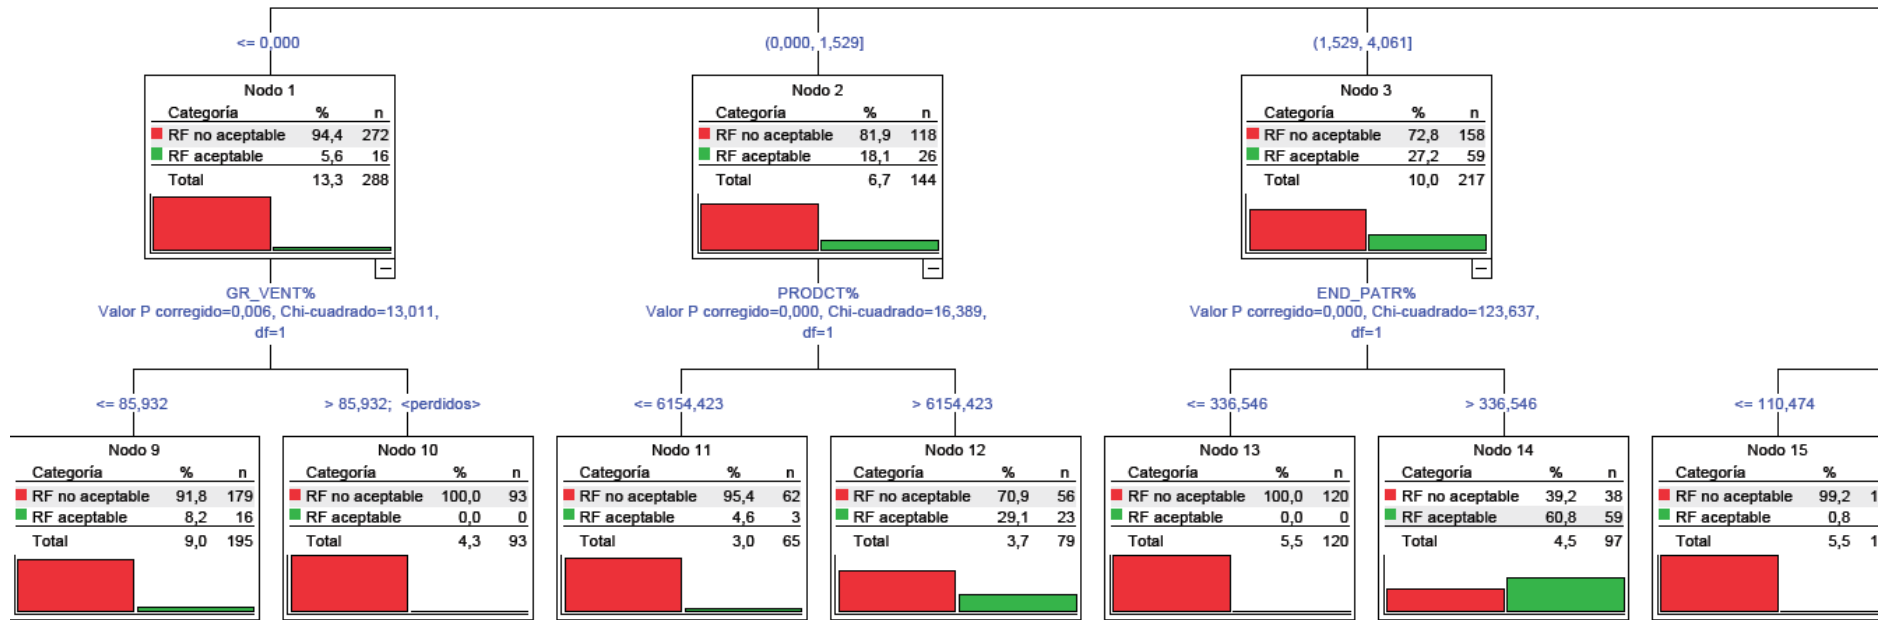 <= 0,000
(0,000, 1,529]
(1,529, 4,061]
Nodo 1
Categoría % n
RF no aceptable 94,4 272
RF aceptable 5,6 16
Total 13,3 288
Nodo 2
Categoría % n
RF no aceptable 81,9 118
RF aceptable 18,1 26
Total 6,7 144
Nodo 3
Categoría % n
RF no aceptable 72,8 158
RF aceptable 27,2 59
Total 10,0 217
GR_VENT%
Valor P corregido=0,006, Chi-cuadrado=13,011,
df=1
PRODCT%
Valor P corregido=0,000, Chi-cuadrado=16,389,
df=1
END_PATR%
Valor P corregido=0,000, Chi-cuadrado=123,637,
df=1
<= 85,932
> 85,932; <perdidos>
<= 6154,423
> 6154,423
<= 336,546
> 336,546
<= 110,474
Nodo 9
Categoría % n
RF no aceptable 91,8 179
RF aceptable 8,2 16
Total 9,0 195
Nodo 10
Categoría % n
RF no aceptable 100,0 93
RF aceptable 0,0 0
Total 4,3 93
Nodo 11
Categoría % n
RF no aceptable 95,4 62
RF aceptable 4,6 3
Total 3,0 65
Nodo 12
Categoría % n
RF no aceptable 70,9 56
RF aceptable 29,1 23
Total 3,7 79
Nodo 13
Categoría % n
RF no aceptable 100,0 120
RF aceptable 0,0 0
Total 5,5 120
Nodo 14
Categoría % n
RF no aceptable 39,2 38
RF aceptable 60,8 59
Total 4,5 97
Nodo 15
Categoría %
RF no aceptable 99,2
RF aceptable 0,8
Total 5,5